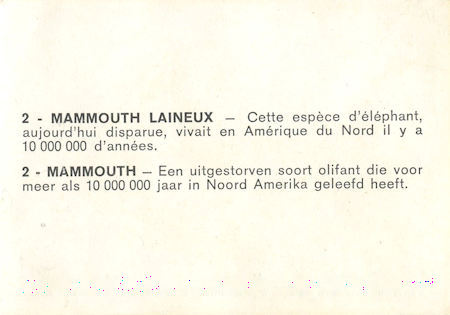 2 - MAMMOUTH LAINEUX — Cette espèce d'éléphant,
aujourd'hui disparue, vivait en Amérique du Nord il y a
10 000 000 d'années.
2 - MAMMOUTH — Een uitgestorven soort olifant die voor
meer als 10 000 000 jaar in Noord Amerika geleefd heeft.